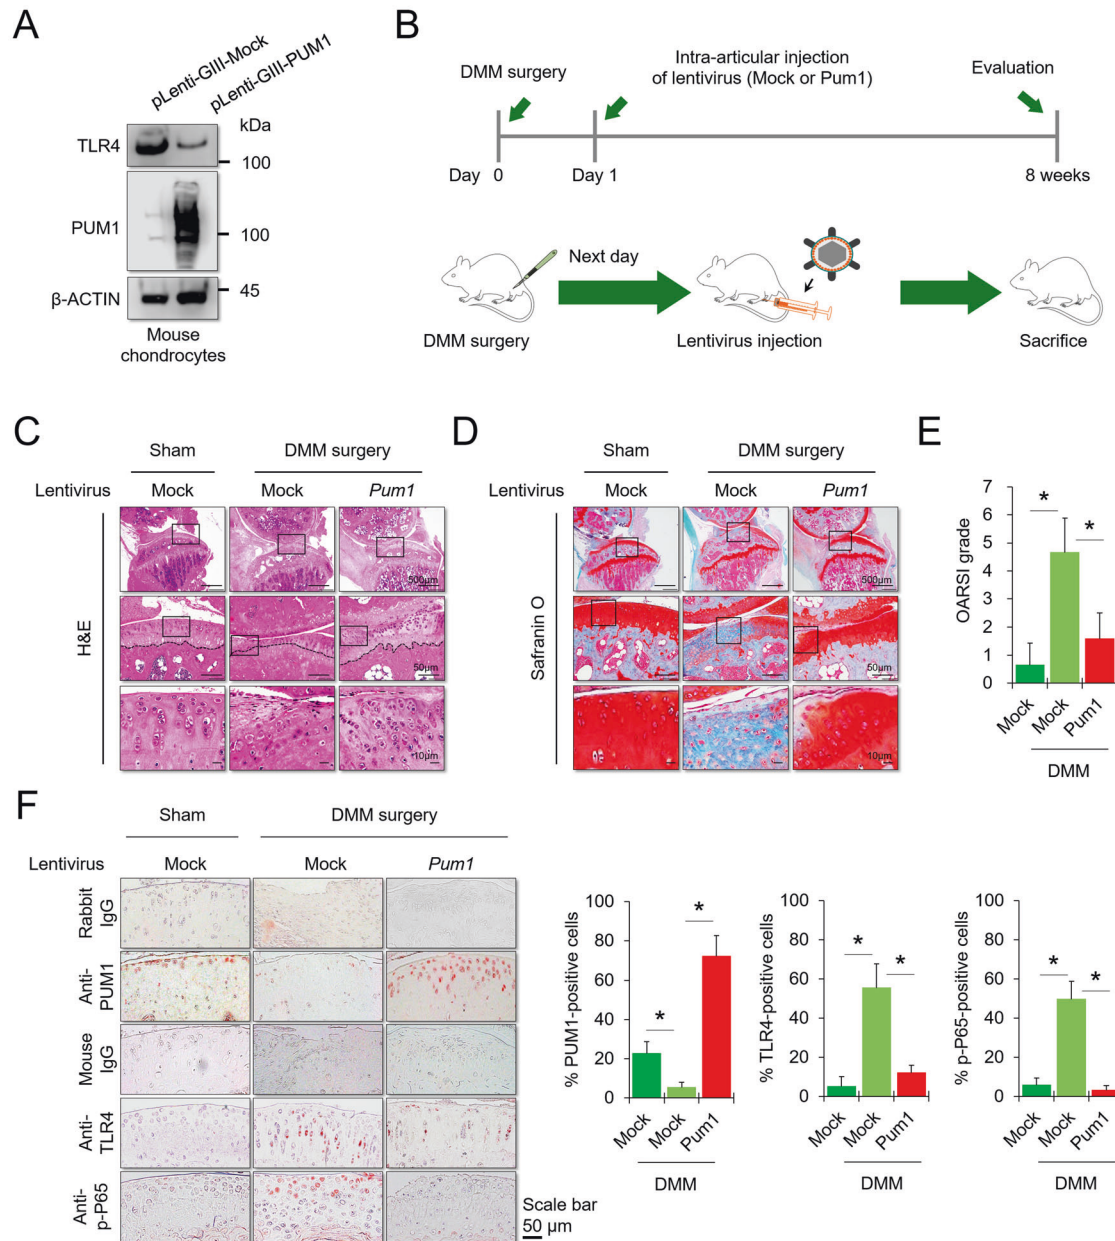 A
pLenti-GIII-Mock
pLenti-GIII-PUM1
kDa
TLR4
100
PUM1
100
45
β-ACTIN
Mouse
chondrocytes
B
DMM surgery
Intra-articular injection
of lentivirus (Mock or Pum1)
Evaluation
Day 0
Day 1
8 weeks
Next day
DMM surgery
Lentivirus injection
Sacrifice
C
Sham
DMM surgery
Lentivirus
Mock
Mock
Pum1
H&E
500μm
50μm
10μm
D
Sham
DMM surgery
Lentivirus
Mock
Mock
Pum1
Safranin O
500μm
50μm
10μm
E
OARSI grade
7
6
5
4
3
2
1
0
*
*
Mock
Mock
Pum1
DMM
F
Sham
DMM surgery
Lentivirus
Mock
Mock
Pum1
Rabbit
IgG
Anti-
PUM1
Mouse
IgG
Anti-
TLR4
Anti-
p-P65
Scale bar
50 μm
% PUM1-positive cells
100
80
60
40
20
0
*
*
Mock
Mock
Pum1
DMM
% TLR4-positive cells
100
80
60
40
20
0
*
*
Mock
Mock
Pum1
DMM
% p-P65-positive cells
100
80
60
40
20
0
*
*
Mock
Mock
Pum1
DMM